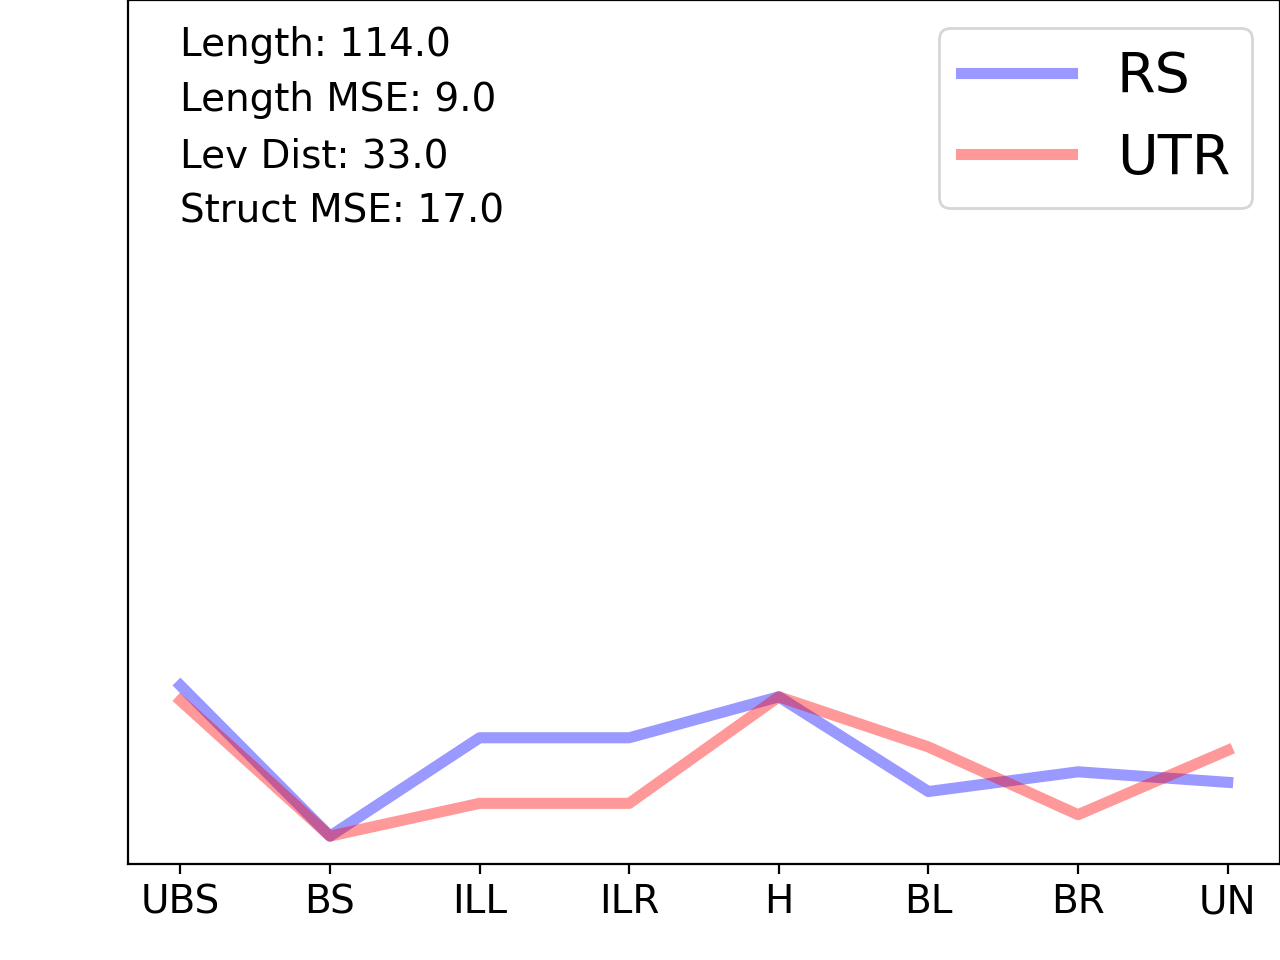 Length: 114.0
Length MSE: 9.0
Lev Dist: 33.0
Struct MSE: 17.0
RS
UTR
UBS BS ILL ILR H BL BR UN